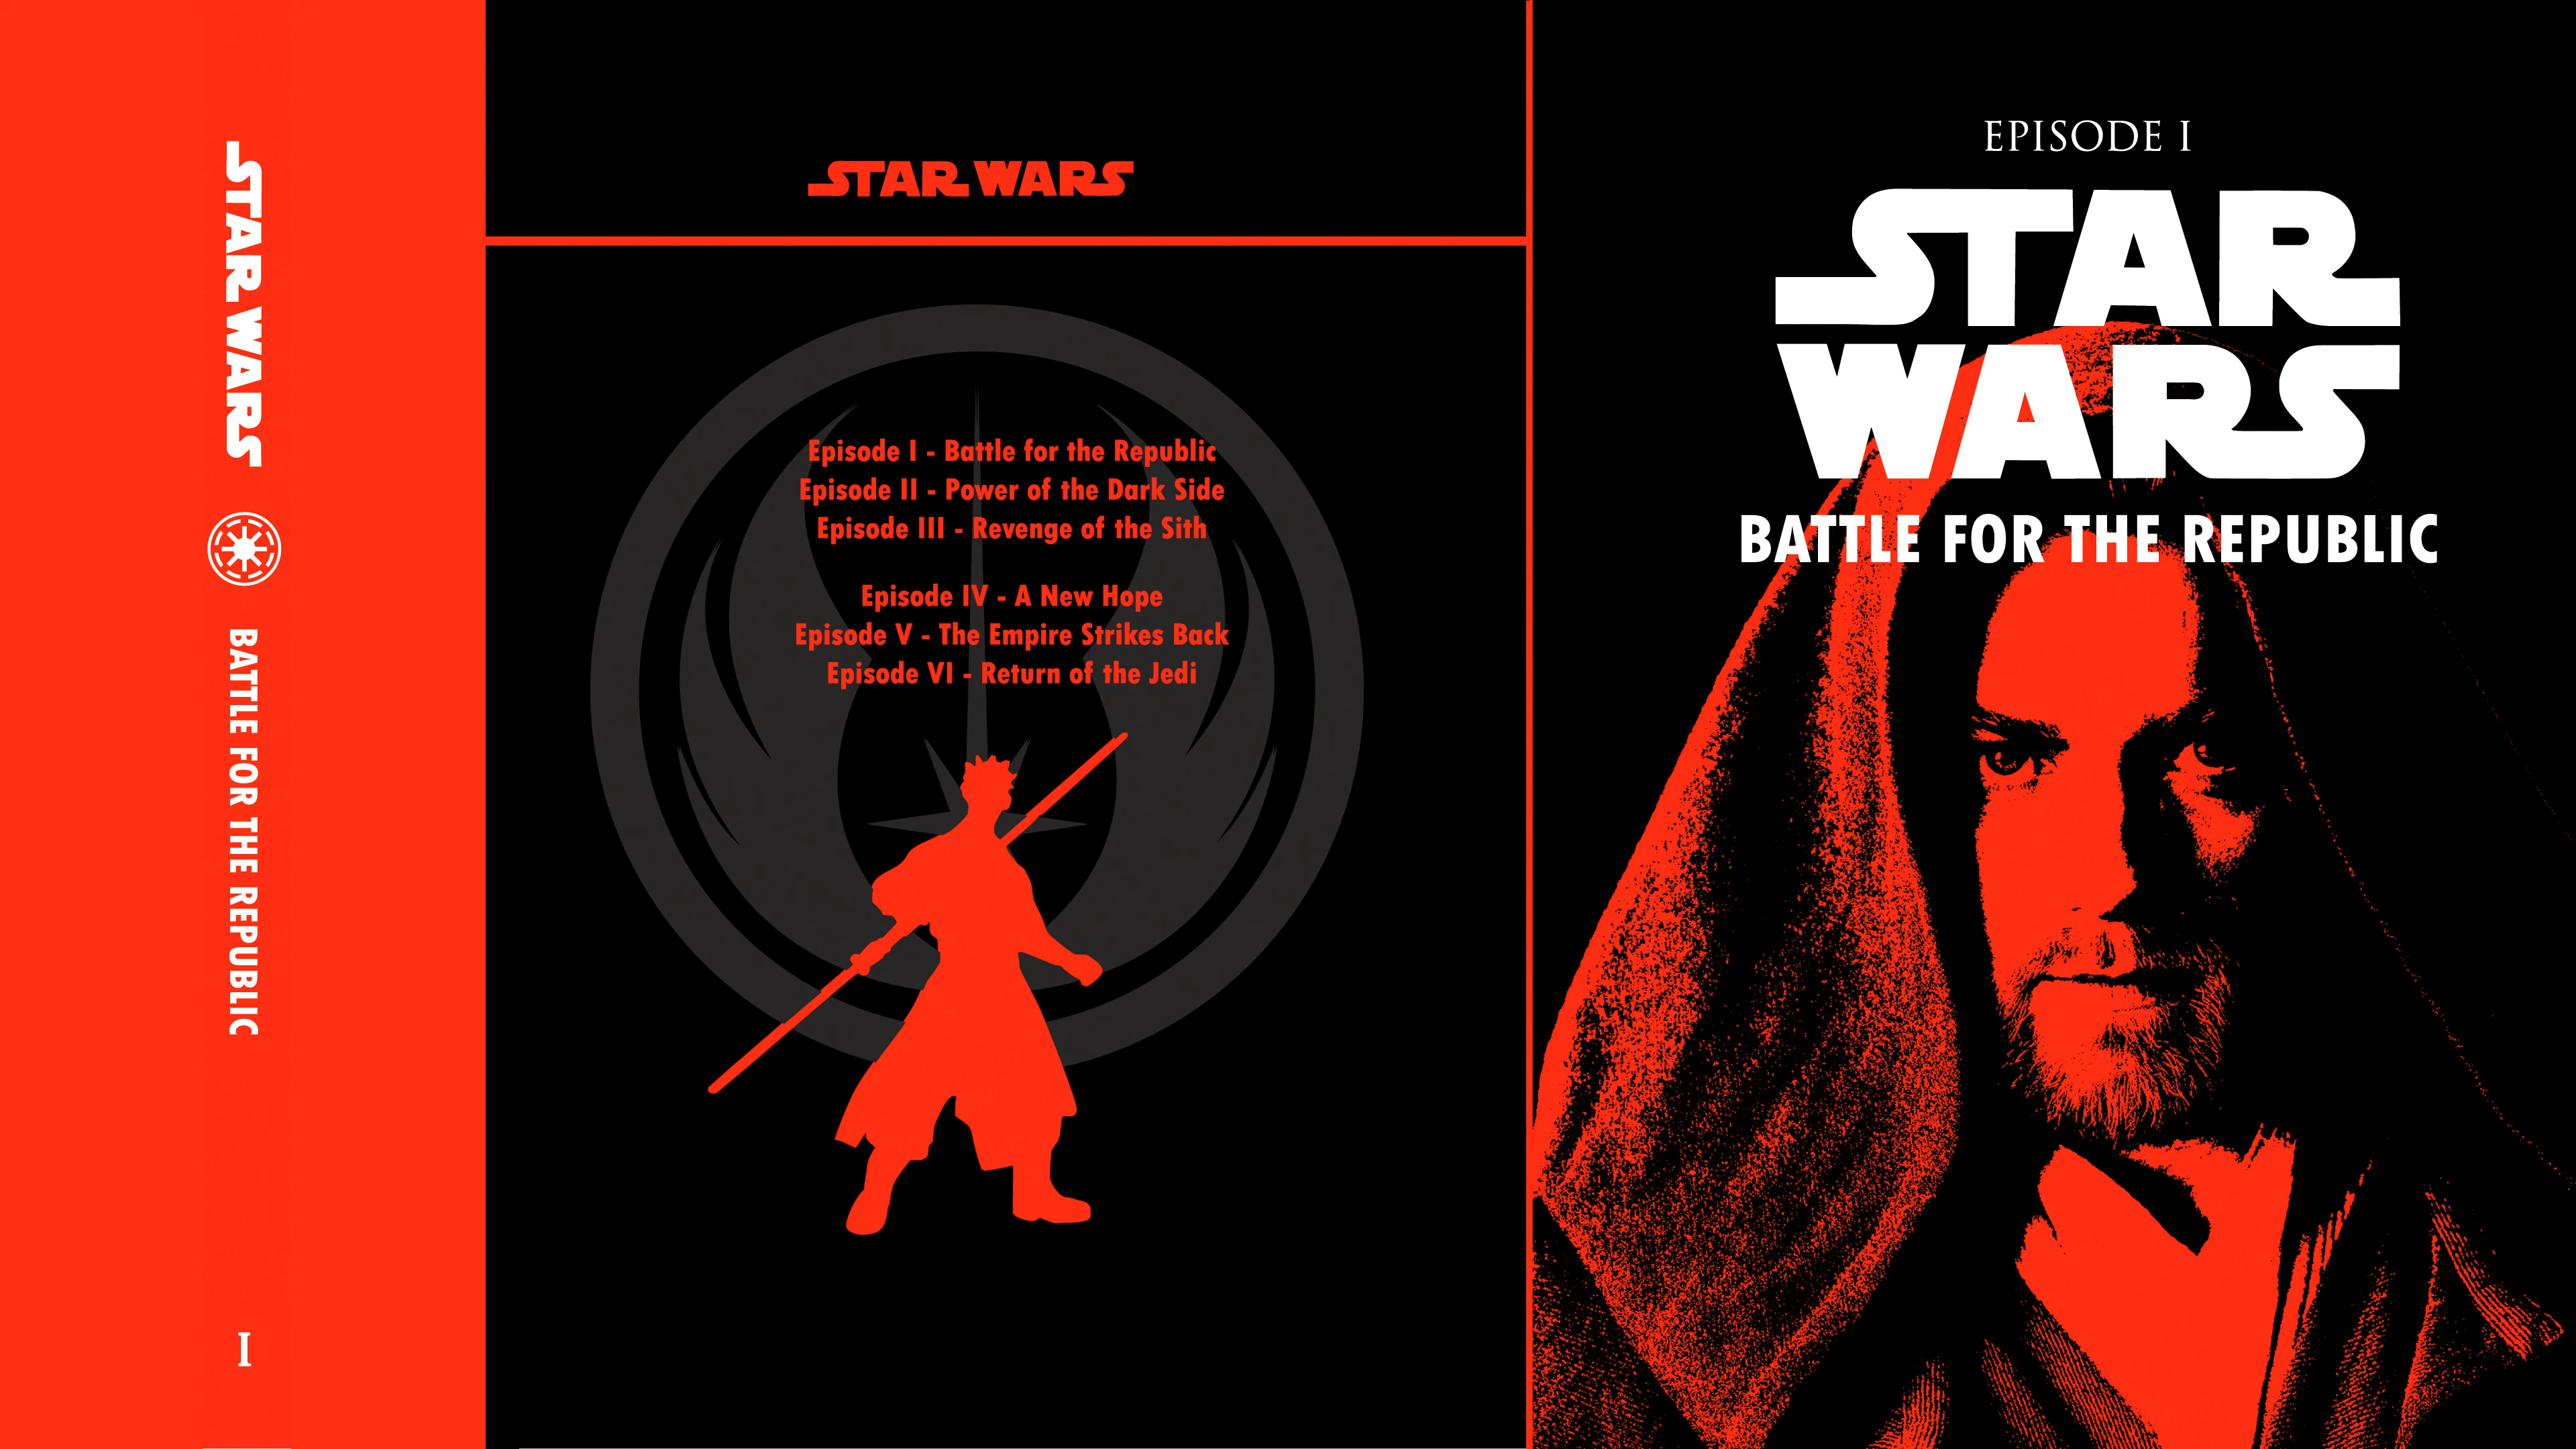 STAR WARS
BATTLE FOR THE REPUBLIC
I
STAR WARS
Episode I - Battle for the Republic
Episode II - Power of the Dark Side
Episode III - Revenge of the Sith
Episode IV - A New Hope
Episode V - The Empire Strikes Back
Episode VI - Return of the Jedi
EPISODE I
STAR
WARS
BATTLE FOR THE REPUBLIC